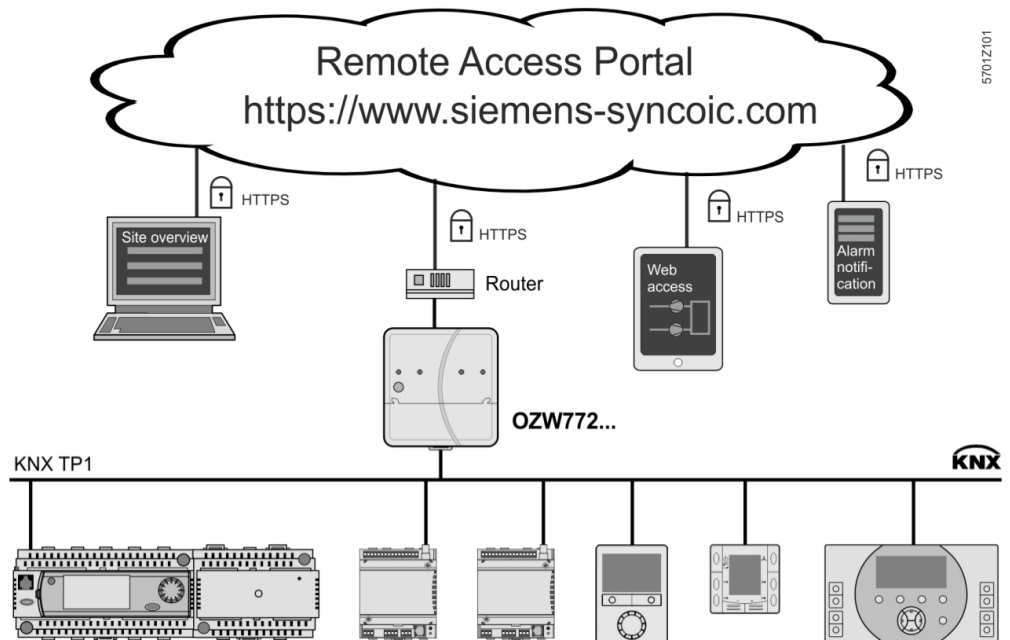 Remote Access Portal
https://www.siemens-syncoic.com
5701Z101
HTTPS
HTTPS
HTTPS
HTTPS
Site overview
Router
Web
access
Alarm
notifi-
cation
OZW772...
KNX TP1
KNX